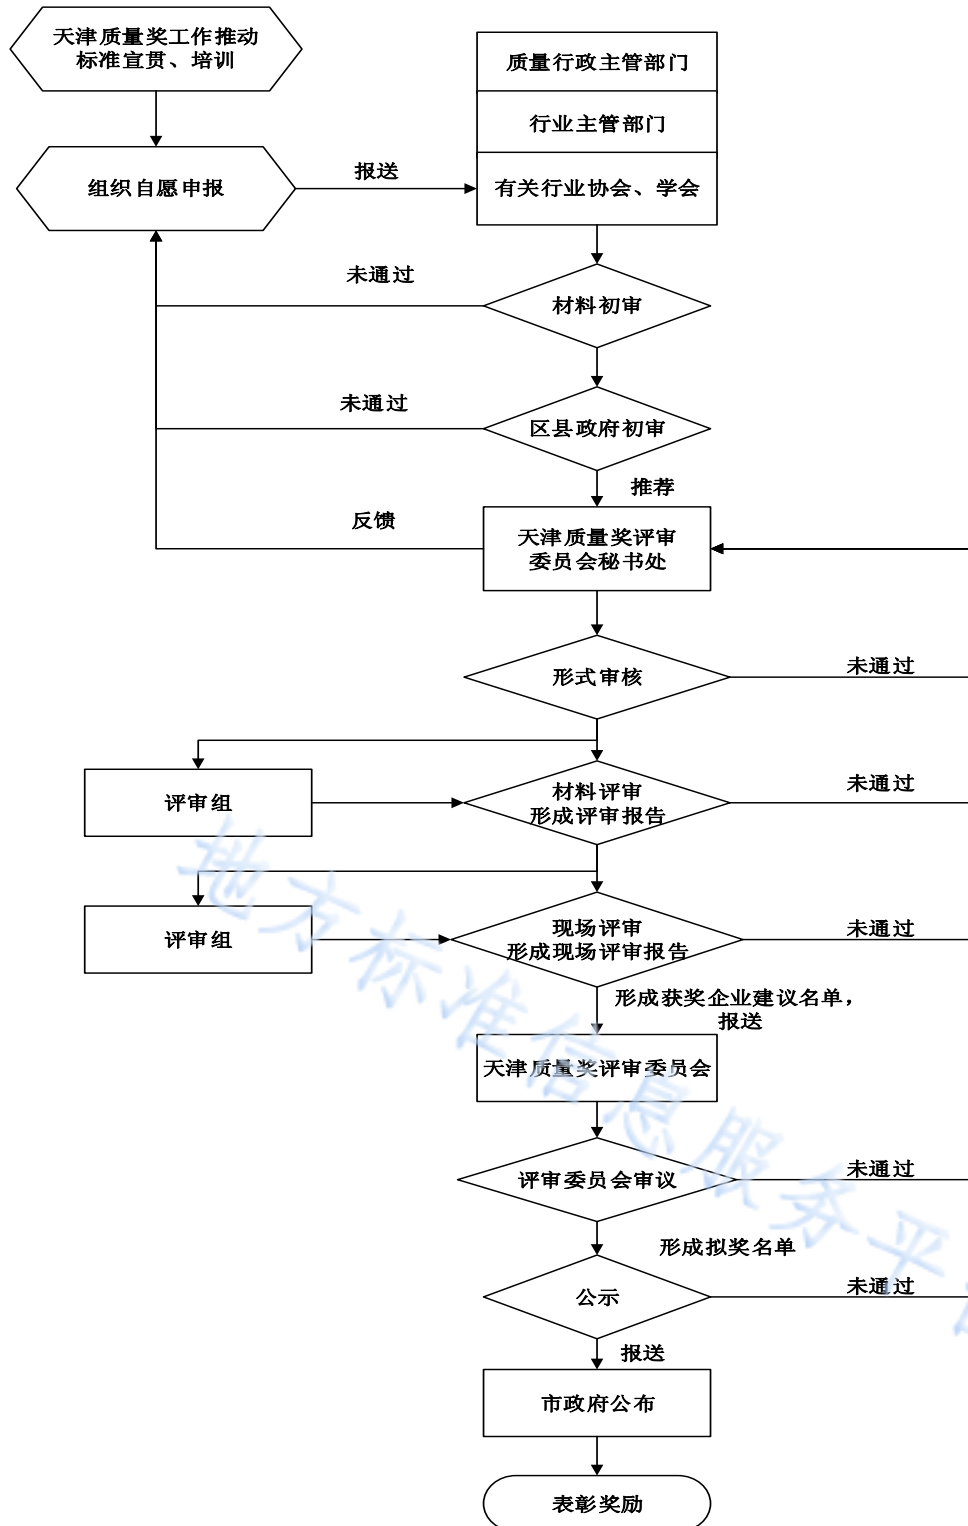 天津质量奖工作推动
标准宣贯、培训
质量行政主管部门
行业主管部门
组织自愿申报
报送
有关行业协会、学会
未通过
材料初审
未通过
区县政府初审
推荐
反馈
天津质量奖评审
委员会秘书处
形式审核
未通过
评审组
材料评审
形成评审报告
未通过
评审组
现场评审
形成现场评审报告
未通过
形成获奖企业建议名单，
报送
天津质量奖评审委员会
评审委员会审议
未通过
形成拟奖名单
公示
未通过
报送
市政府公布
表彰奖励
地方标准信息服务平